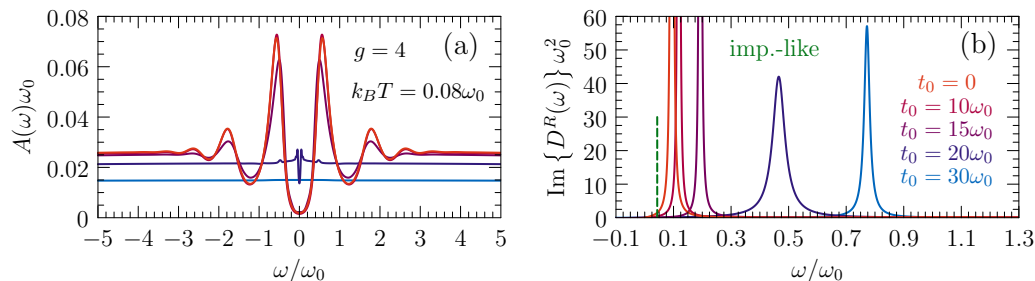 0.08
0.06
0.04
0.02
0
A(ω)ω₀
(a)
g = 4
k_BT = 0.08ω₀
−5 −4 −3 −2 −1 0 1 2 3 4 5
ω/ω₀
60
50
40
30
20
10
0
Im {D^R(ω)} ω₀²
(b)
imp.-like
t₀ = 0
t₀ = 10ω₀
t₀ = 15ω₀
t₀ = 20ω₀
t₀ = 30ω₀
−0.1 0.1 0.3 0.5 0.7 0.9 1.1 1.3
ω/ω₀